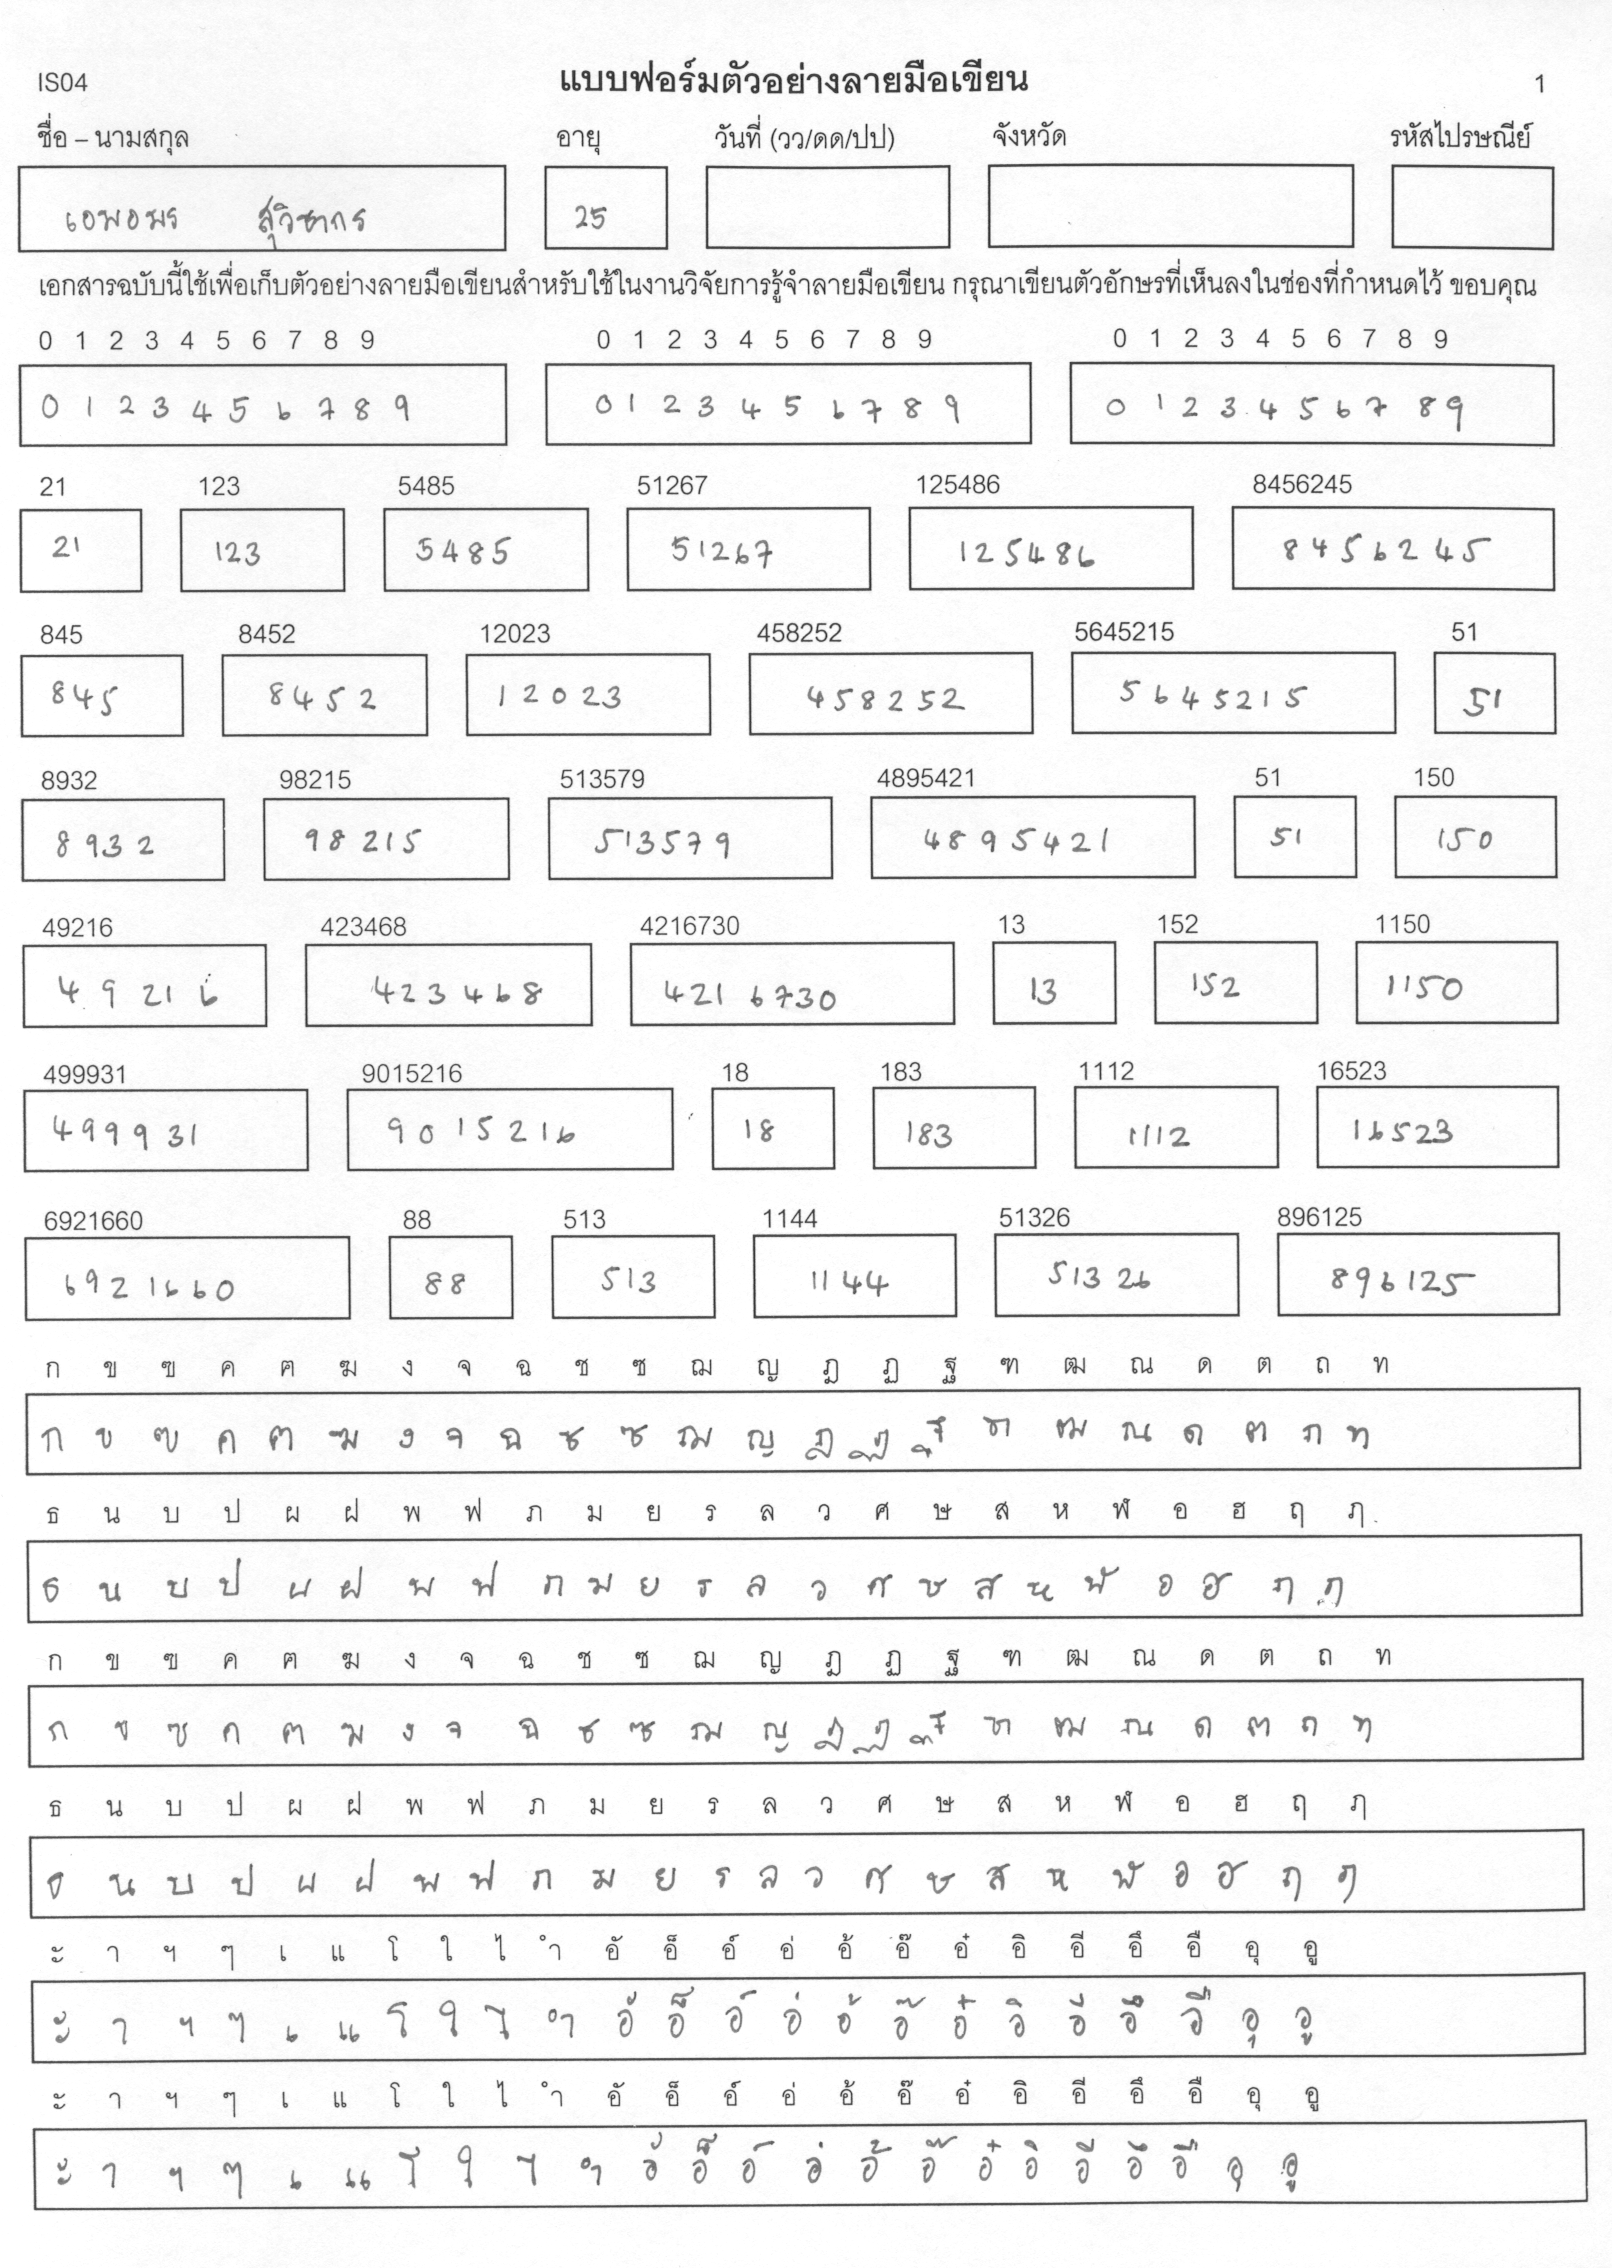 IS04 แบบฟอร์มตัวอย่างลายมือเขียน 1
ชื่อ – นามสกุล อายุ วันที่ (วว/ดด/ปป) จังหวัด รหัสไปรษณีย์
25
เอกสารฉบับนี้ใช้เพื่อเก็บตัวอย่างลายมือเขียนสำหรับใช้ในงานวิจัยการรู้จำลายมือเขียน กรุณาเขียนตัวอักษรที่เห็นลงในช่องที่กำหนดไว้ ขอบคุณ
0 1 2 3 4 5 6 7 8 9 0 1 2 3 4 5 6 7 8 9 0 1 2 3 4 5 6 7 8 9
0 1 2 3 4 5 6 7 8 9 0 1 2 3 4 5 6 7 8 9 0 1 2 3 4 5 6 7 8 9
21 123 5485 51267 125486 8456245
21 123 5485 51267 125486 8456245
845 8452 12023 458252 5645215 51
845 8452 12023 458252 5645215 51
8932 98215 513579 4895421 51 150
8932 98215 513579 4895421 51 150
49216 423468 4216730 13 152 1150
49216 423468 4216730 13 152 1150
499931 9015216 18 183 1112 16523
499931 9015216 18 183 1112 16523
6921660 88 513 1144 51326 896125
6921660 88 513 1144 51326 896125
ก ข ฃ ค ฅ ฆ ง จ ฉ ช ซ ฌ ญ ฎ ฏ ฐ ฑ ฒ ณ ด ต ถ ท
ก ข ฃ ค ฅ ฆ ง จ ฉ ช ซ ฌ ญ ฎ ฏ ฐ ฑ ฒ ณ ด ต ถ ท
ธ น บ ป ผ ฝ พ ฟ ภ ม ย ร ล ว ศ ษ ส ห ฬ อ ฮ ฤ ฦ
ธ น บ ป ผ ฝ พ ฟ ภ ม ย ร ล ว ศ ษ ส ห ฬ อ ฮ ฤ ฦ
ก ข ฃ ค ฅ ฆ ง จ ฉ ช ซ ฌ ญ ฎ ฏ ฐ ฑ ฒ ณ ด ต ถ ท
ก ข ฃ ค ฅ ฆ ง จ ฉ ช ซ ฌ ญ ฎ ฏ ฐ ฑ ฒ ณ ด ต ถ ท
ธ น บ ป ผ ฝ พ ฟ ภ ม ย ร ล ว ศ ษ ส ห ฬ อ ฮ ฤ ฦ
ธ น บ ป ผ ฝ พ ฟ ภ ม ย ร ล ว ศ ษ ส ห ฬ อ ฮ ฤ ฦ
ะ า ฯ ๆ เ แ โ ใ ไ ำ อั อ็ อ์ อ่ อ้ อ๊ อ๋ อิ อี อึ อื อุ อู
ะ า ฯ ๆ เ แ โ ใ ไ ำ อั อ็ อ์ อ่ อ้ อ๊ อ๋ อิ อี อึ อื อุ อู
ะ า ฯ ๆ เ แ โ ใ ไ ำ อั อ็ อ์ อ่ อ้ อ๊ อ๋ อิ อี อึ อื อุ อู
ะ า ฯ ๆ เ แ โ ใ ไ ำ อั อ็ อ์ อ่ อ้ อ๊ อ๋ อิ อี อึ อื อุ อู